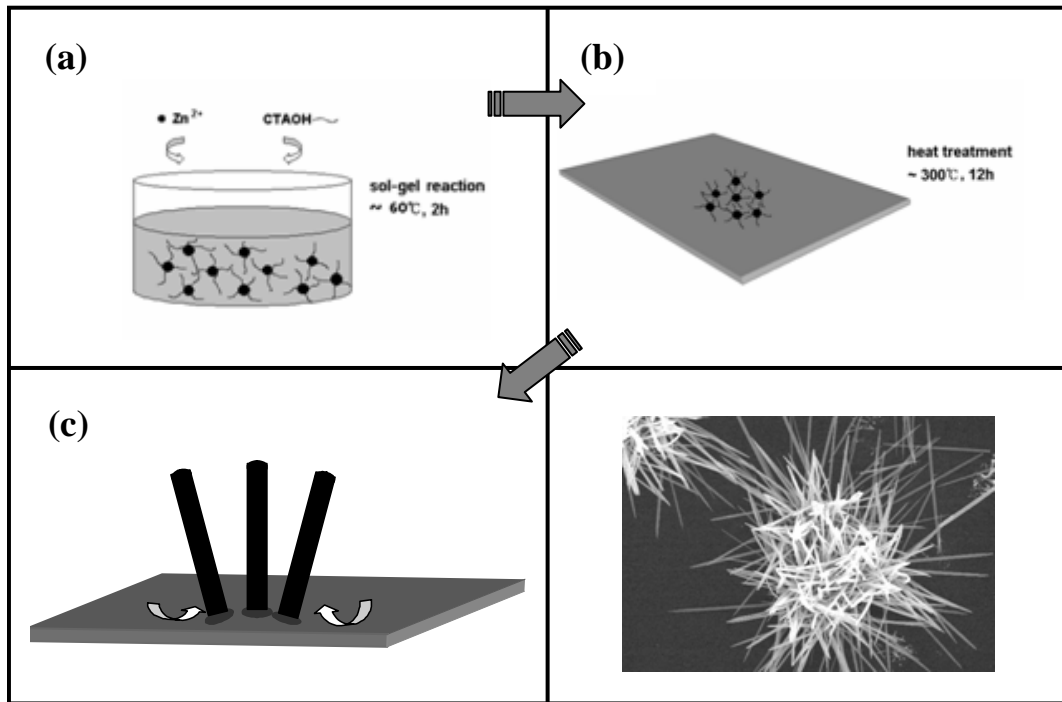 (a)
Zn²⁺
CTAOH
sol-gel reaction
~ 60℃, 2h
(b)
heat treatment
~ 300℃, 12h
(c)